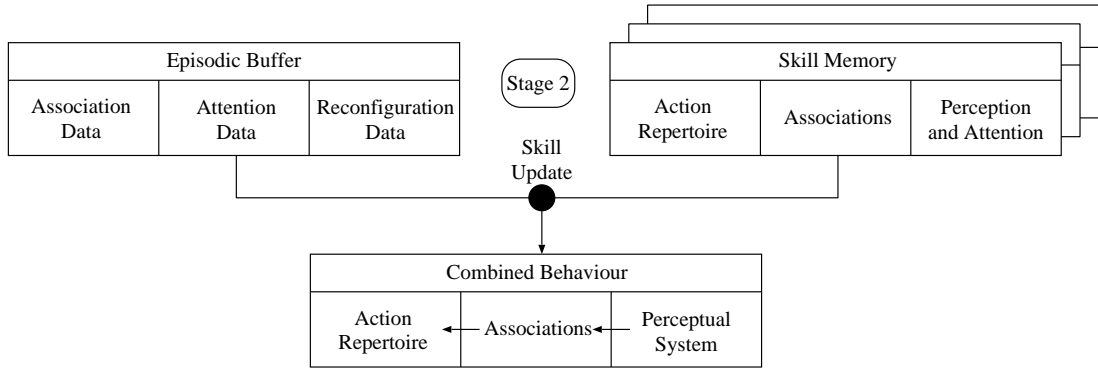 Episodic Buffer
Association
Data
Attention
Data
Reconfiguration
Data
Stage 2
Skill
Update
Skill Memory
Action
Repertoire
Associations
Perception
and Attention
Combined Behaviour
Action
Repertoire
Associations
Perceptual
System